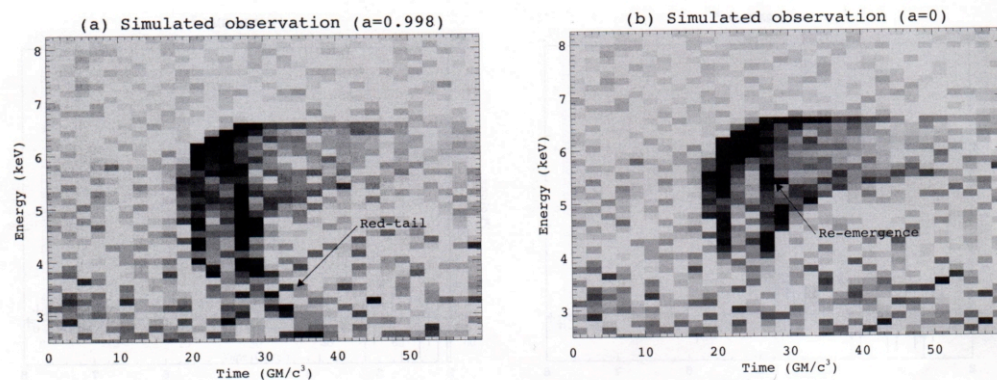 (a) Simulated observation (a=0.998)
8
7
6
5
4
3
Energy (keV)
Red-tail
0 10 20 30 40 50
Time (GM/c³)
(b) Simulated observation (a=0)
8
7
6
5
4
3
Energy (keV)
Re-emergence
0 10 20 30 40 50
Time (GM/c³)